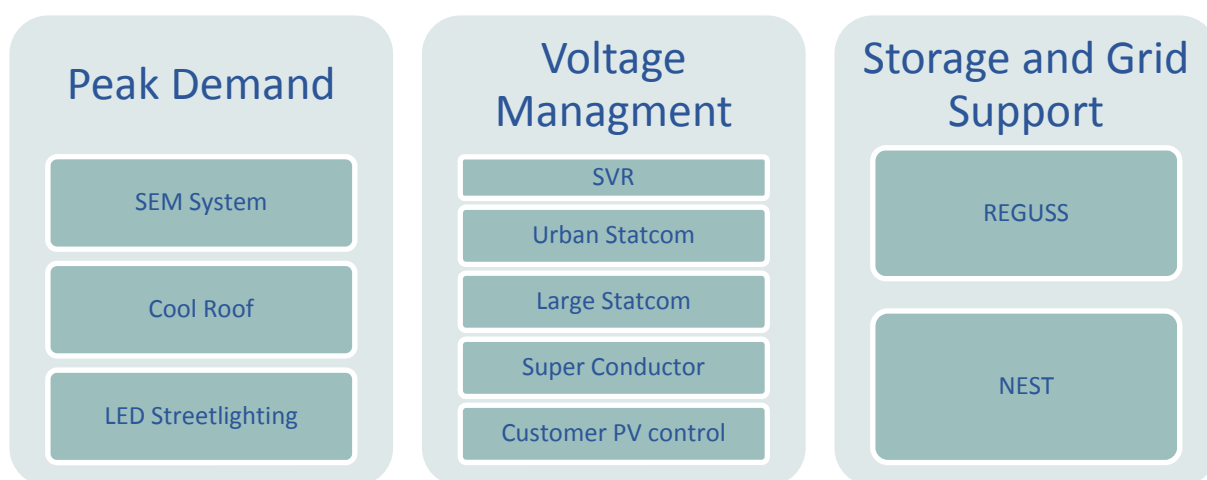 Peak Demand
SEM System
Cool Roof
LED Streetlighting
Voltage
Managment
SVR
Urban Statcom
Large Statcom
Super Conductor
Customer PV control
Storage and Grid
Support
REGUSS
NEST